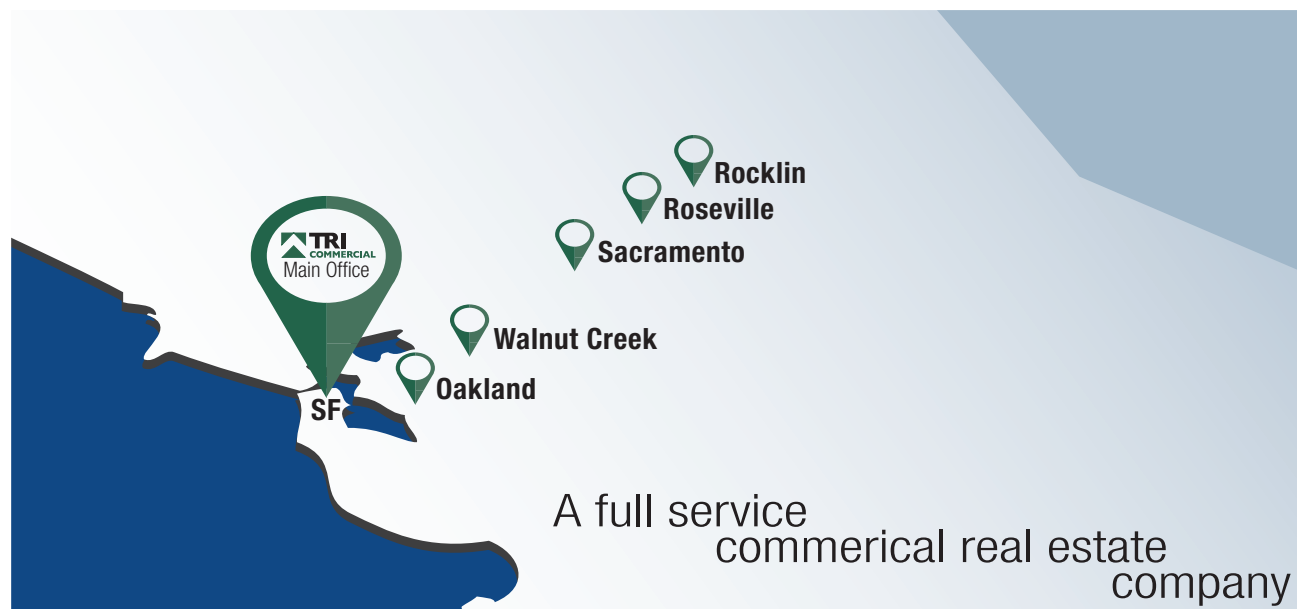 Rocklin
Roseville
TRI
COMMERCIAL
Main Office
Sacramento
Walnut Creek
Oakland
SF
A full service
commerical real estate
company